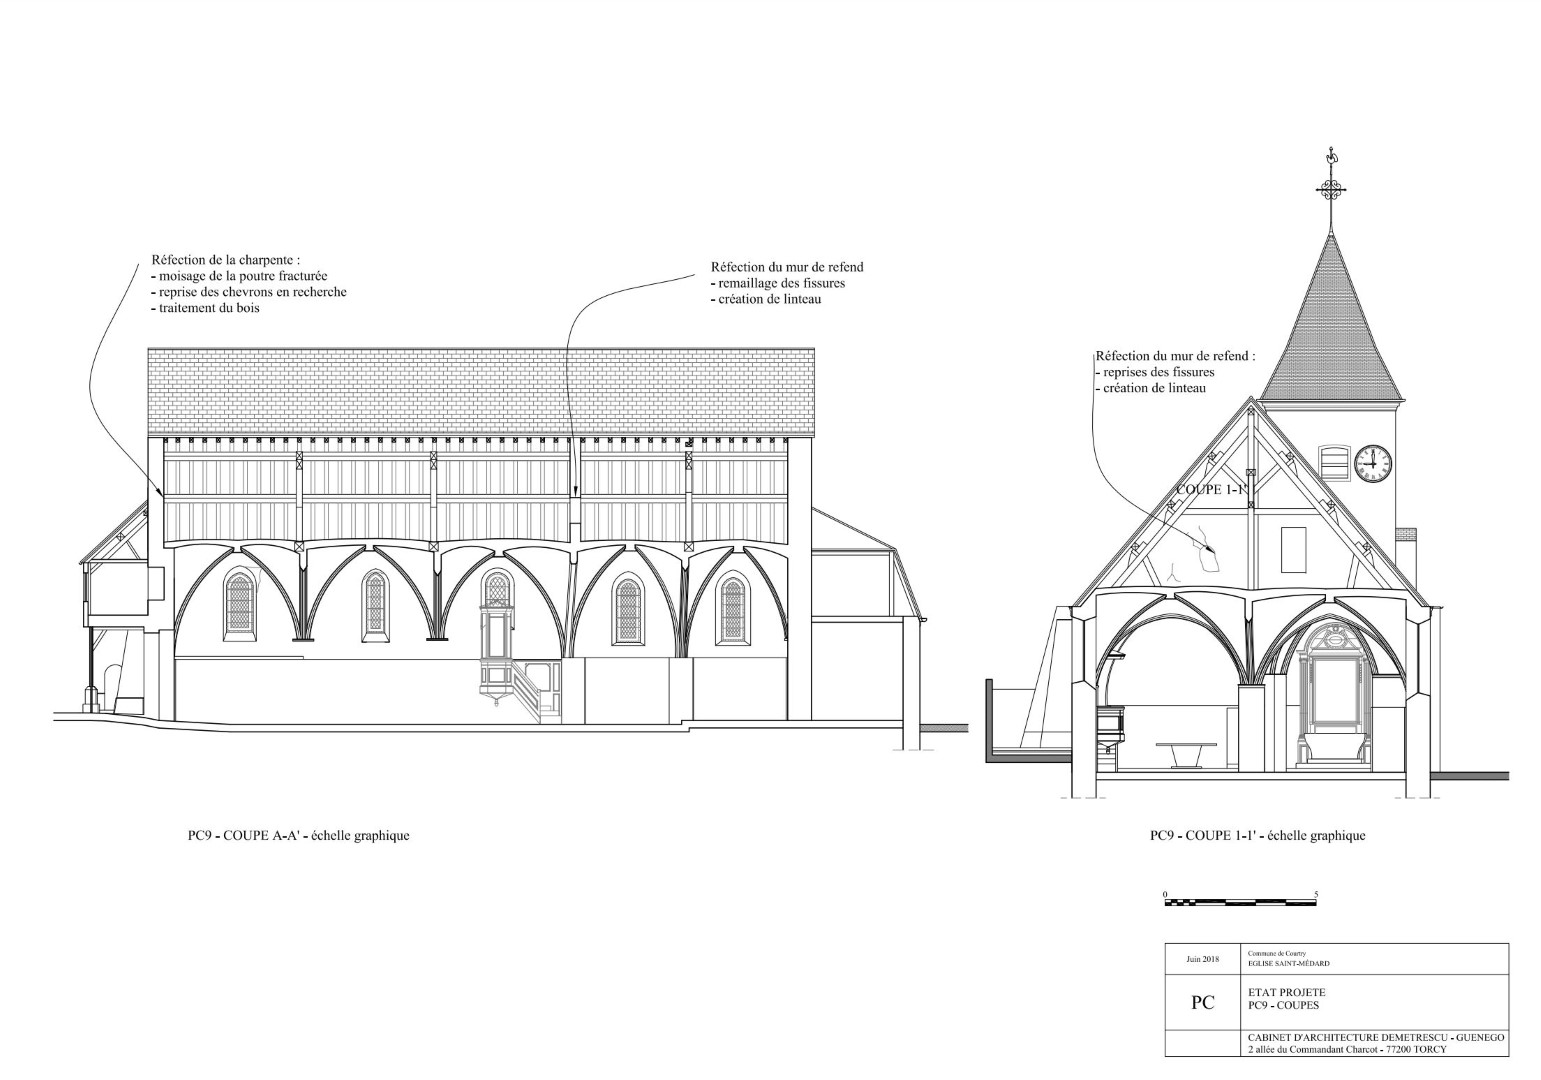 Réfection de la charpente :
- moisage de la poutre fracturée
- reprise des chevrons en recherche
- traitement du bois
Réfection du mur de refend
- remaillage des fissures
- création de linteau
Réfection du mur de refend :
- reprises des fissures
- création de linteau
COUPE 1-1'
PC9 - COUPE A-A' - échelle graphique
PC9 - COUPE 1-1' - échelle graphique
0 5
Juin 2018
Commune de Courtry
EGLISE SAINT-MÉDARD
PC
ETAT PROJETE
PC9 - COUPES
CABINET D'ARCHITECTURE DEMETRESCU - GUENEGO
2 allée du Commandant Charcot - 77200 TORCY